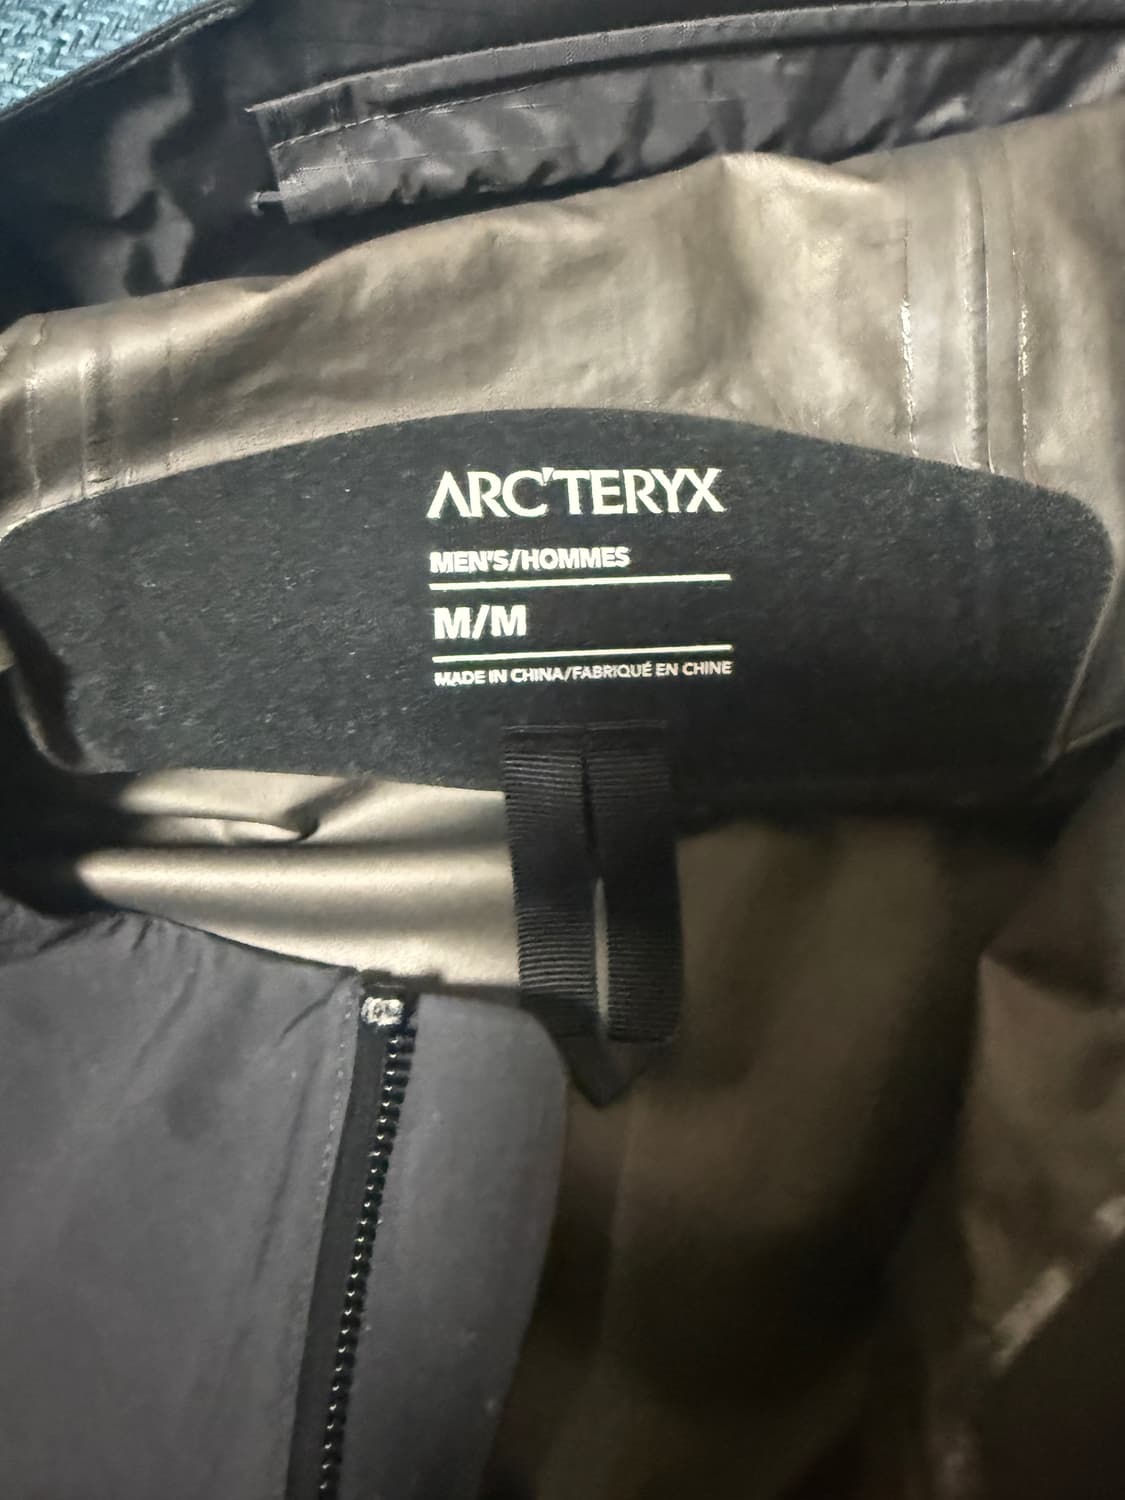 ARC'TERYX
MEN'S/HOMMES
M/M
MADE IN CHINA/FABRIQUÉ EN CHINE